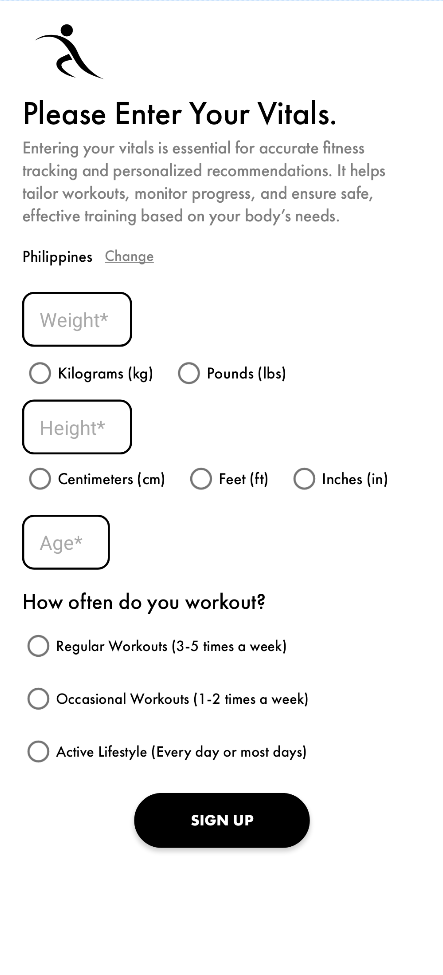 Please Enter Your Vitals.
Entering your vitals is essential for accurate fitness
tracking and personalized recommendations. It helps
tailor workouts, monitor progress, and ensure safe,
effective training based on your body's needs.
Philippines Change
Weight*
Kilograms (kg) Pounds (lbs)
Height*
Centimeters (cm) Feet (ft) Inches (in)
Age*
How often do you workout?
Regular Workouts (3-5 times a week)
Occasional Workouts (1-2 times a week)
Active Lifestyle (Every day or most days)
SIGN UP